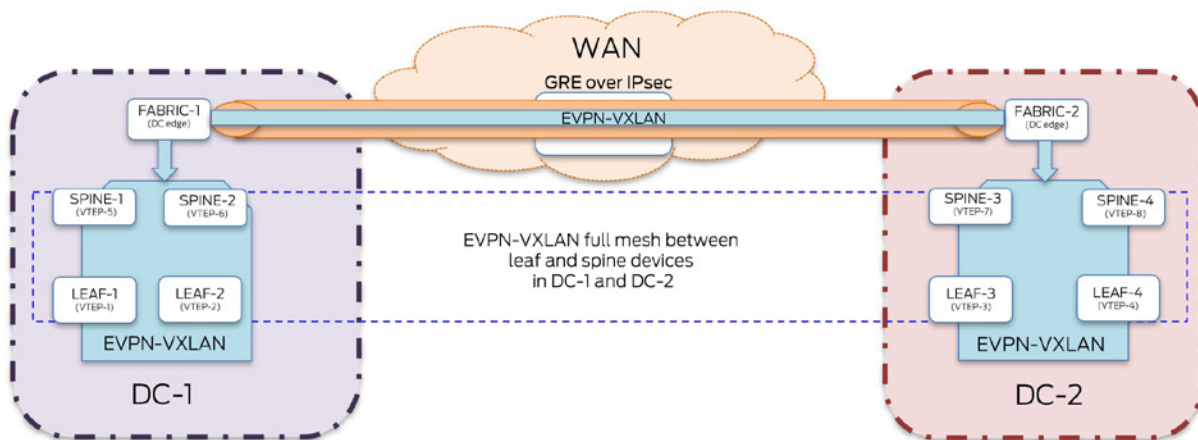 WAN
GRE over IPsec
EVPN-VXLAN
FABRIC-1
(DC edge)
FABRIC-2
(DC edge)
SPINE-1
(VTEP-5)
SPINE-2
(VTEP-6)
SPINE-3
(VTEP-7)
SPINE-4
(VTEP-8)
EVPN-VXLAN full mesh between
leaf and spine devices
in DC-1 and DC-2
LEAF-1
(VTEP-1)
LEAF-2
(VTEP-2)
LEAF-3
(VTEP-3)
LEAF-4
(VTEP-4)
EVPN-VXLAN
EVPN-VXLAN
DC-1
DC-2